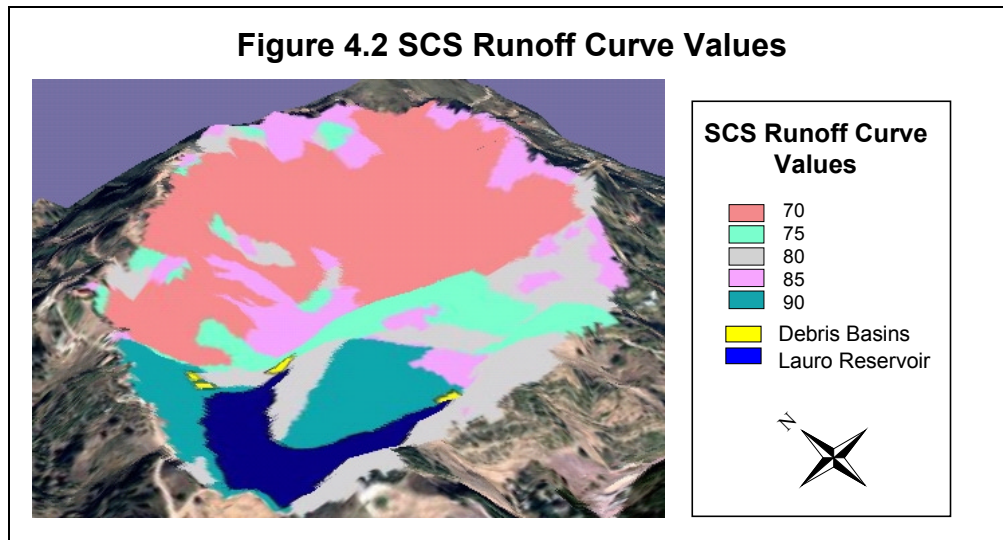 Figure 4.2 SCS Runoff Curve Values
SCS Runoff Curve
Values
70
75
80
85
90
Debris Basins
Lauro Reservoir
N